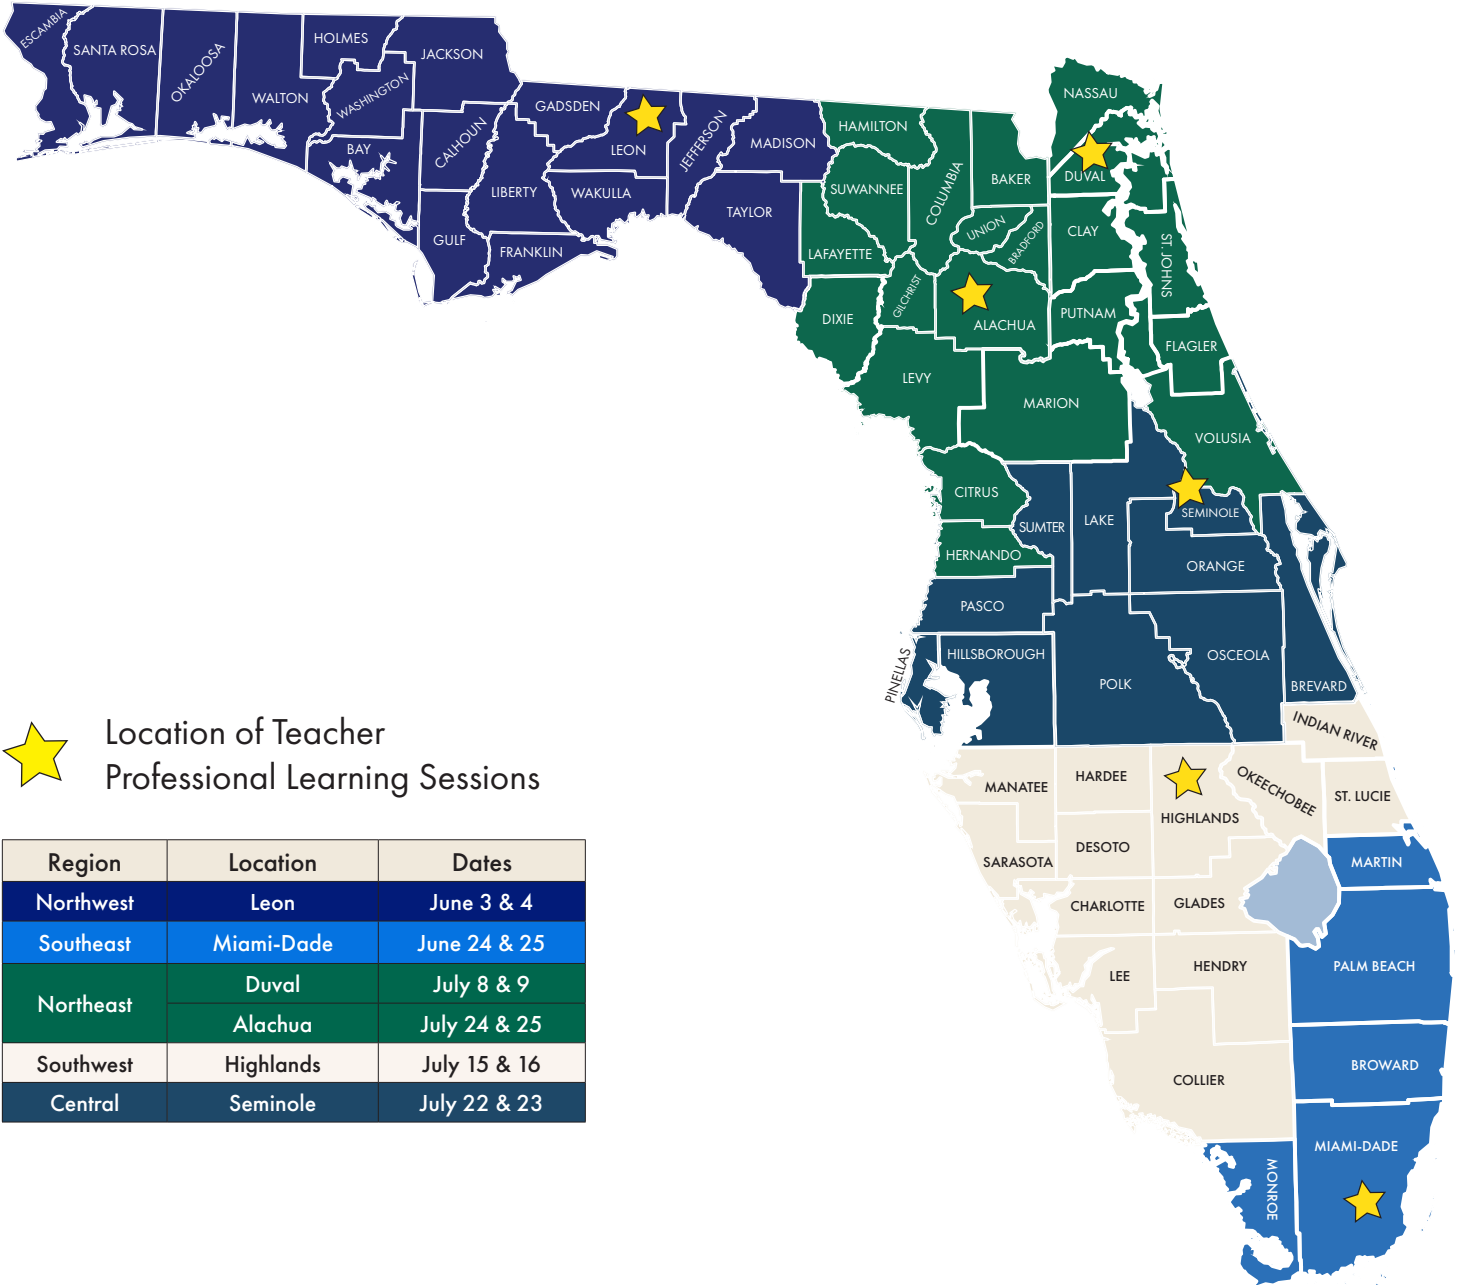 ESCAMBIA
SANTA ROSA
OKALOOSA
WALTON
HOLMES
WASHINGTON
JACKSON
BAY
CALHOUN
GULF
LIBERTY
GADSDEN
FRANKLIN
LEON
WAKULLA
JEFFERSON
MADISON
TAYLOR
HAMILTON
SUWANNEE
LAFAYETTE
COLUMBIA
BAKER
NASSAU
DUVAL
UNION
BRADFORD
CLAY
ST. JOHNS
GILCHRIST
DIXIE
ALACHUA
PUTNAM
FLAGLER
LEVY
MARION
VOLUSIA
CITRUS
SUMTER
LAKE
SEMINOLE
HERNANDO
ORANGE
PASCO
PINELLAS
HILLSBOROUGH
POLK
OSCEOLA
BREVARD
INDIAN RIVER
MANATEE
HARDEE
HIGHLANDS
OKEECHOBEE
ST. LUCIE
SARASOTA
DESOTO
MARTIN
CHARLOTTE
GLADES
LEE
HENDRY
PALM BEACH
COLLIER
BROWARD
MIAMI-DADE
MONROE
Location of Teacher
Professional Learning Sessions
Region Location Dates
Northwest Leon June 3 & 4
Southeast Miami-Dade June 24 & 25
Northeast Duval July 8 & 9
Alachua July 24 & 25
Southwest Highlands July 15 & 16
Central Seminole July 22 & 23